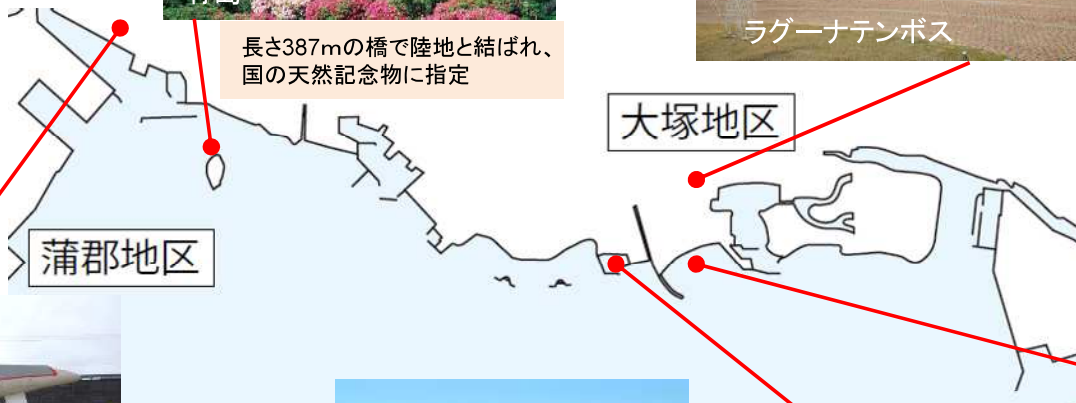 長さ387mの橋で陸地と結ばれ、
国の天然記念物に指定
ラグーナテンボス
大塚地区
蒲郡地区